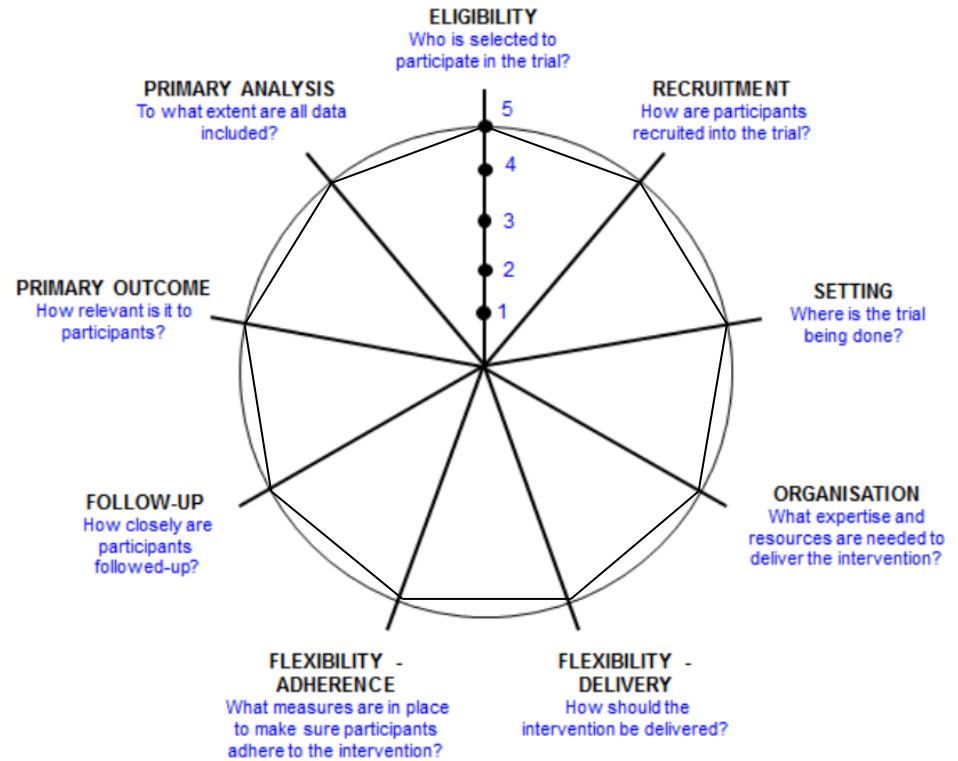 ELIGIBILITY
Who is selected to
participate in the trial?
PRIMARY ANALYSIS
To what extent are all data
included?
RECRUITMENT
How are participants
recruited into the trial?
5
4
3
2
1
PRIMARY OUTCOME
How relevant is it to
participants?
SETTING
Where is the trial
being done?
FOLLOW-UP
How closely are
participants
followed-up?
ORGANISATION
What expertise and
resources are needed to
deliver the intervention?
FLEXIBILITY -
ADHERENCE
What measures are in place
to make sure participants
adhere to the intervention?
FLEXIBILITY -
DELIVERY
How should the
intervention be delivered?